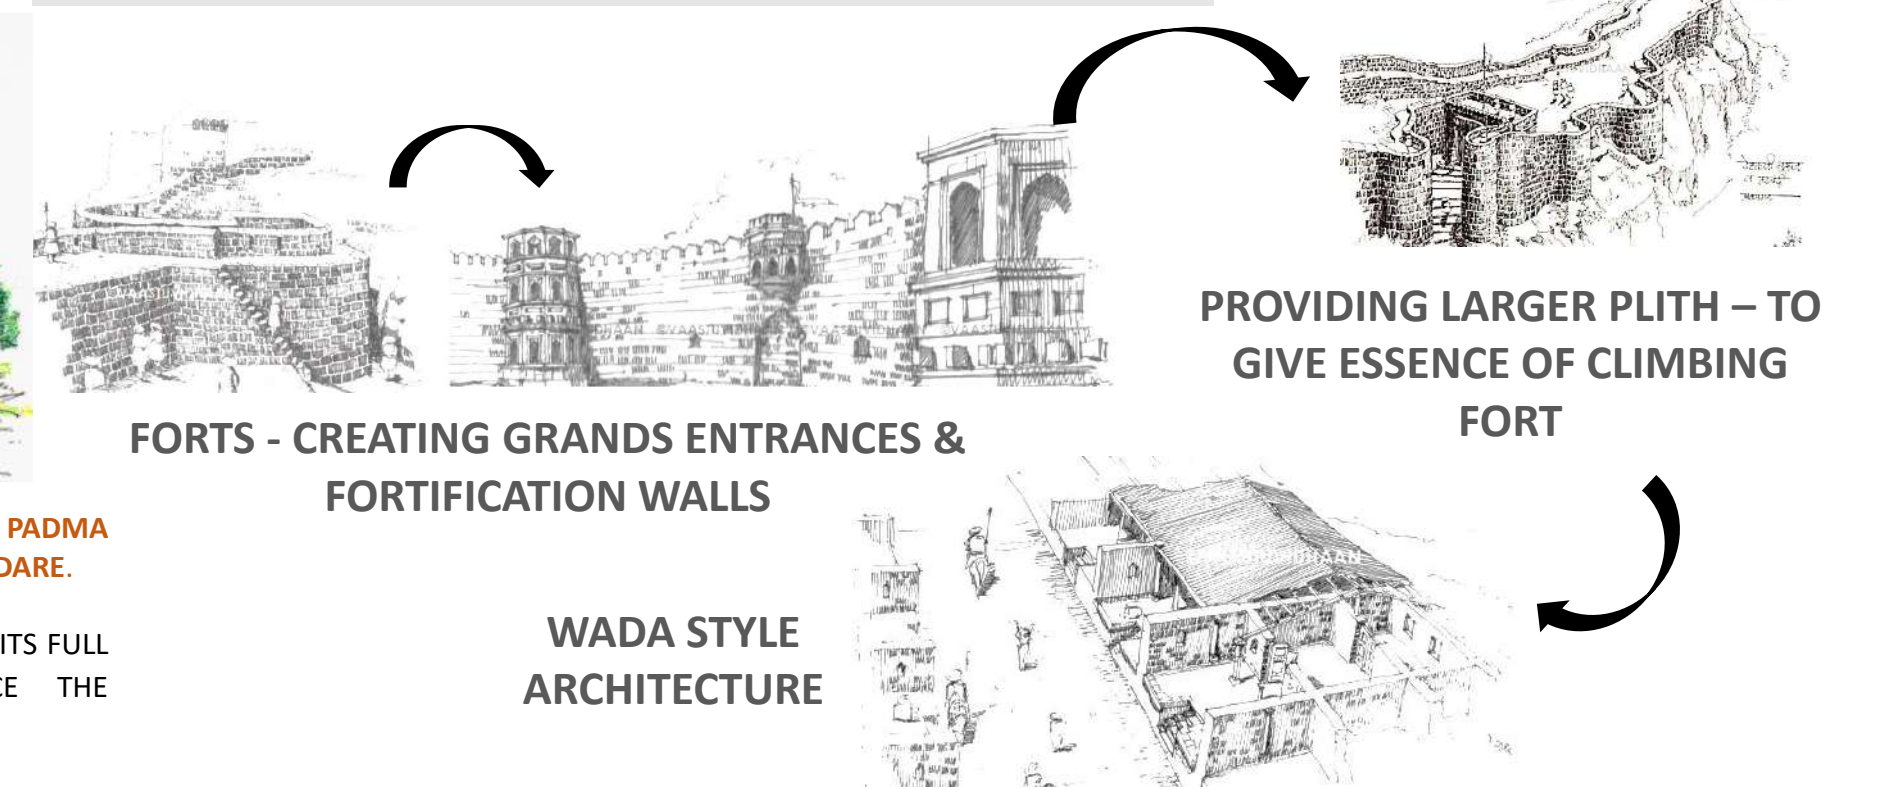 FORTS - CREATING GRANDS ENTRANCES &
FORTIFICATION WALLS
PROVIDING LARGER PLITH – TO
GIVE ESSENCE OF CLIMBING
FORT
WADA STYLE
ARCHITECTURE
PADMA
DARE.
ITS FULL
CE THE
©VAASTUVIDHAAN